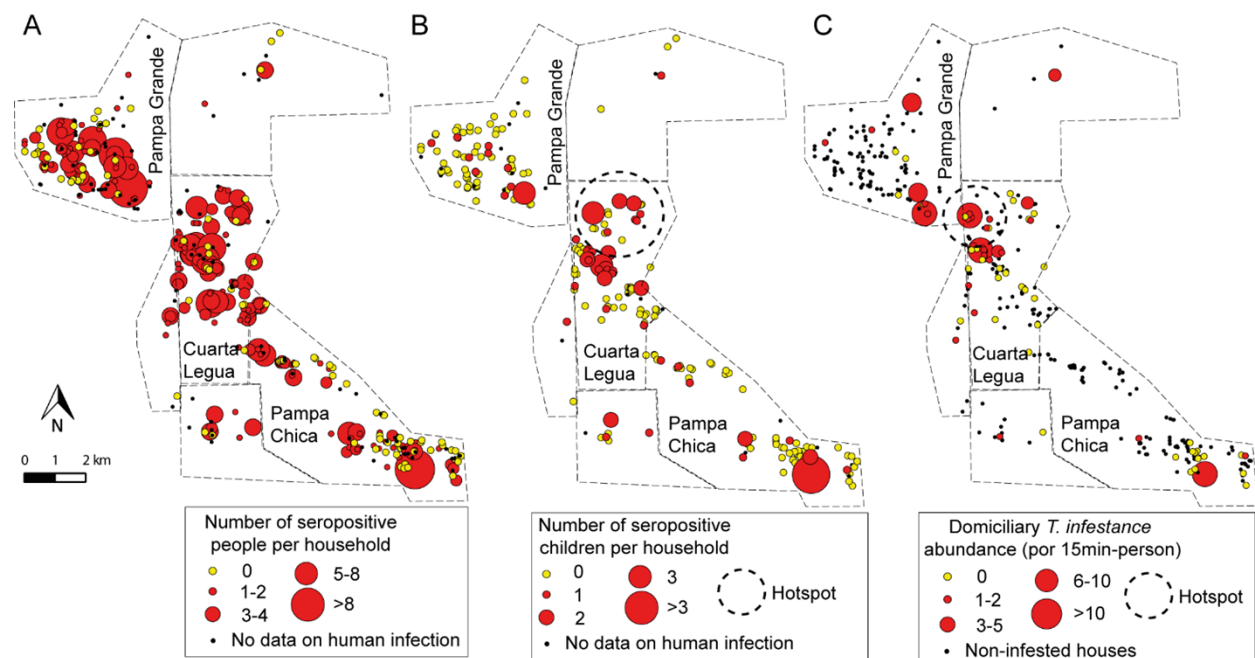 A
B
C
Pampa Grande
Pampa Grande
Pampa Grande
Cuarta
Legua
Cuarta
Legua
Cuarta
Legua
Pampa
Chica
Pampa
Chica
Pampa
Chica
N
0 1 2 km
Number of seropositive
people per household
0
1-2
3-4
5-8
>8
No data on human infection
Number of seropositive
children per household
0
1
2
3
>3
Hotspot
No data on human infection
Domiciliary T. infestance
abundance (por 15min-person)
0
1-2
3-5
6-10
>10
Hotspot
Non-infested houses